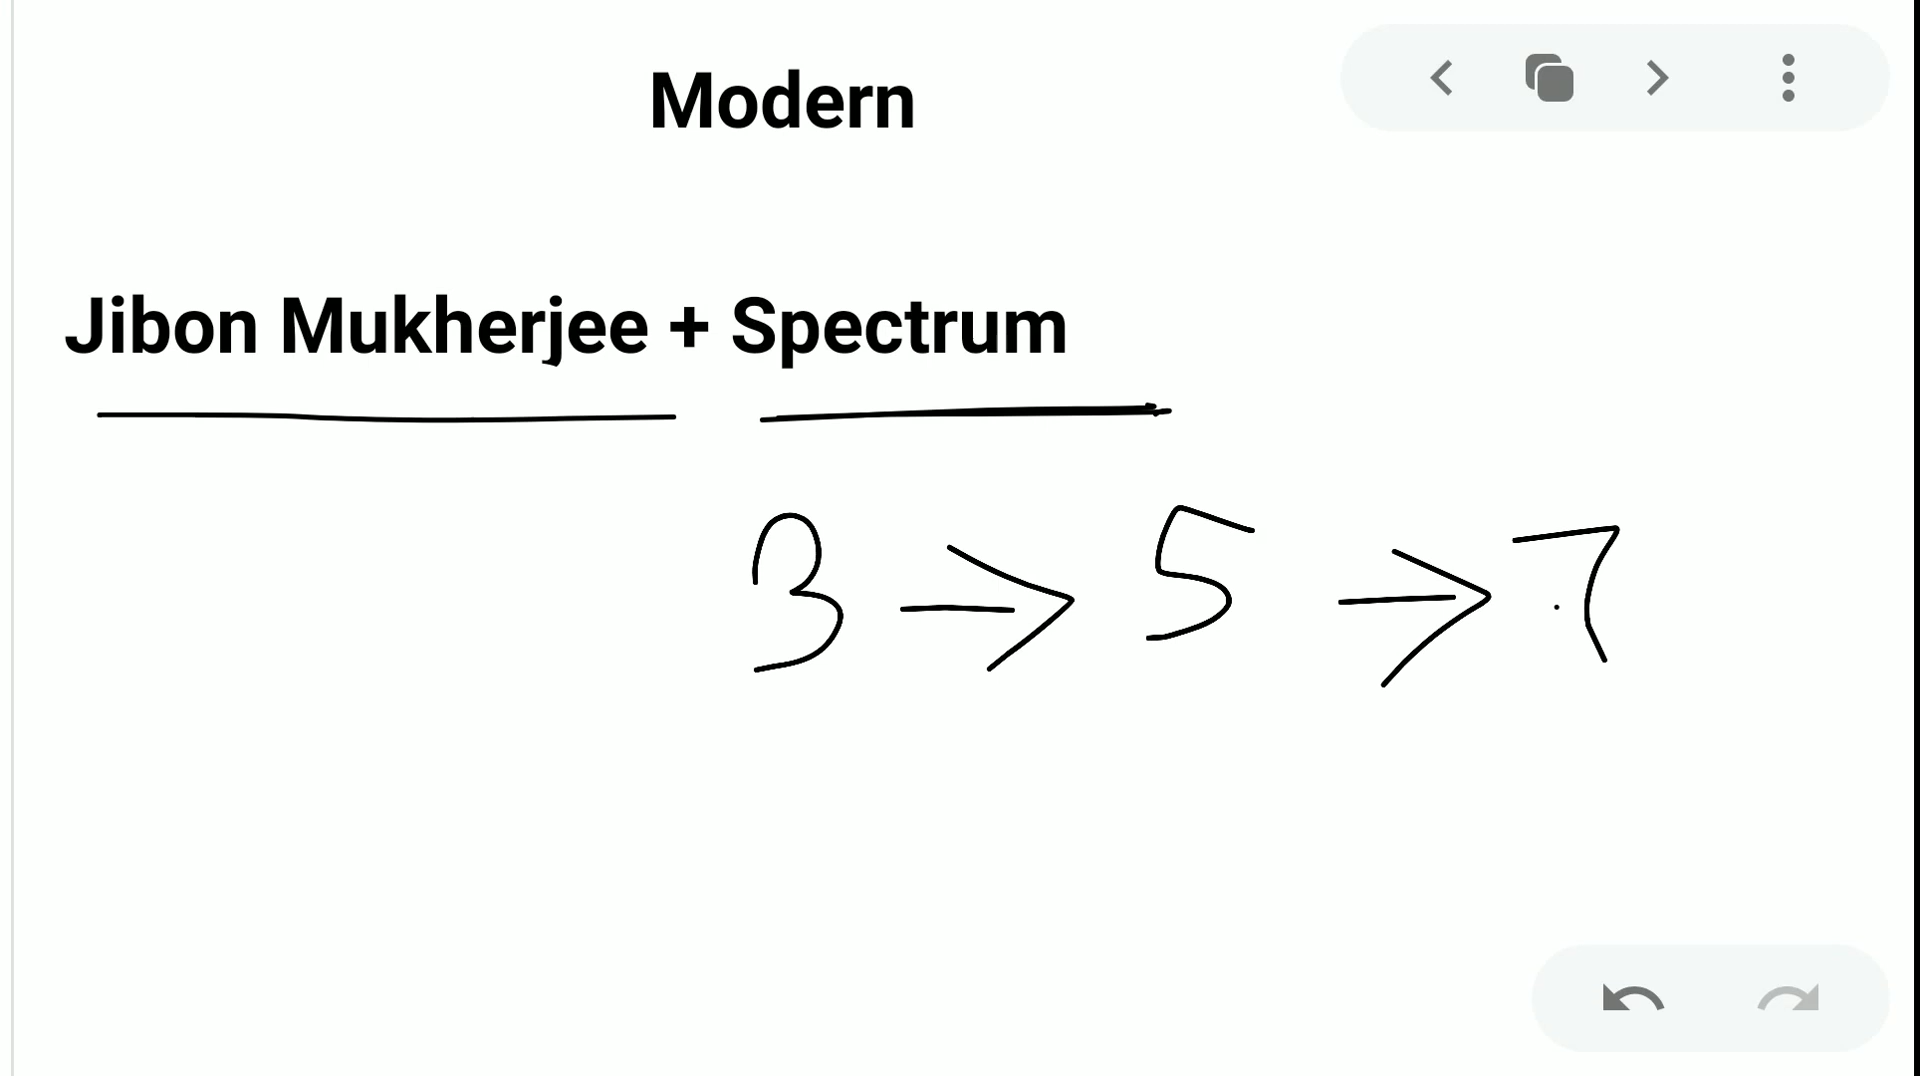 Modern
Jibon Mukherjee + Spectrum
3 → 5 → 7